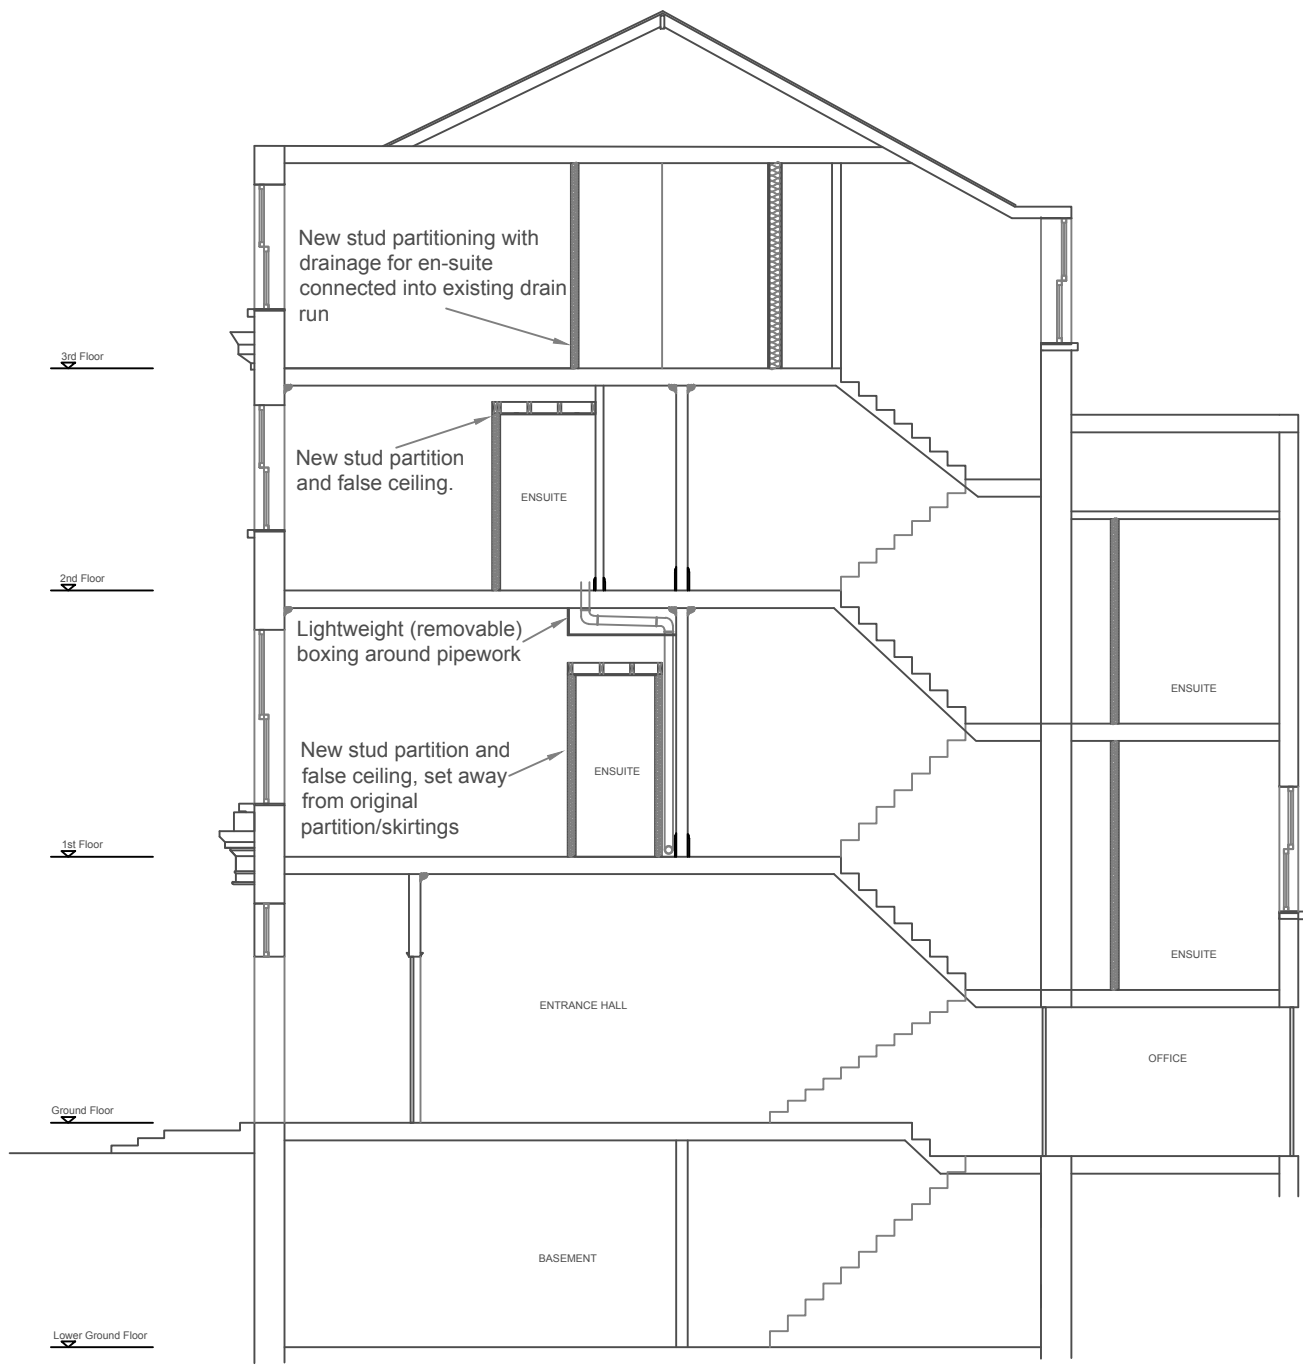 New stud partitioning with
drainage for en-suite
connected into existing drain
run
3rd Floor
New stud partition
and false ceiling.
ENSUITE
2nd Floor
Lightweight (removable)
boxing around pipework
ENSUITE
New stud partition and
false ceiling, set away
from original
partition/skirtings
ENSUITE
1st Floor
ENSUITE
ENTRANCE HALL
OFFICE
Ground Floor
BASEMENT
Lower Ground Floor